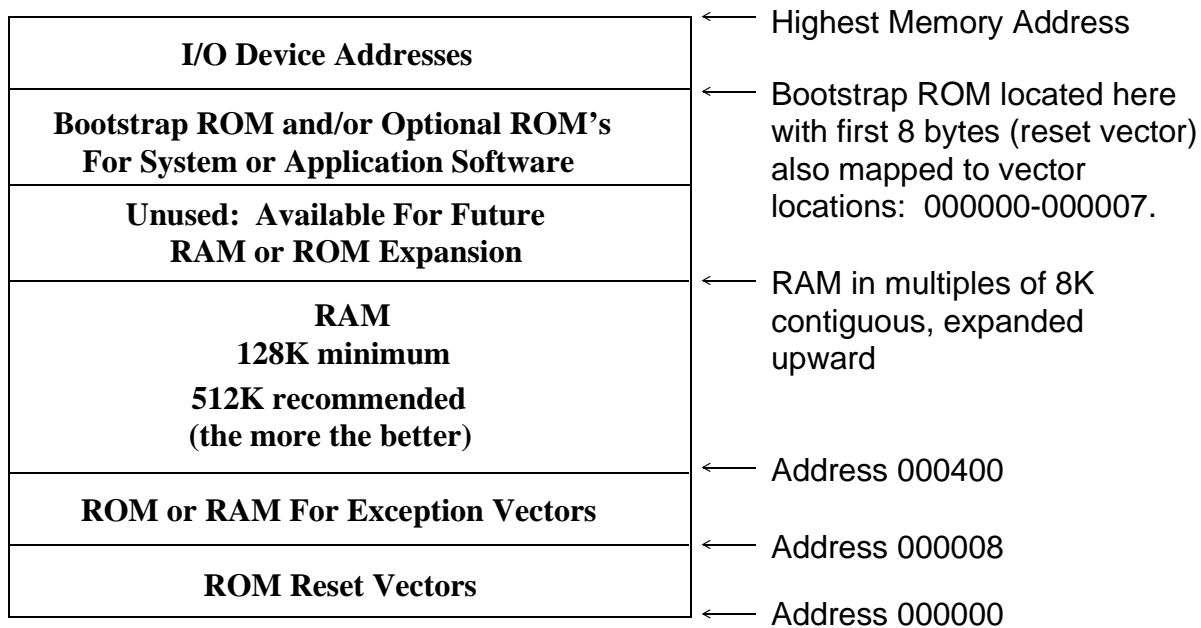 Highest Memory Address
I/O Device Addresses
Bootstrap ROM and/or Optional ROM’s
For System or Application Software
Bootstrap ROM located here
with first 8 bytes (reset vector)
also mapped to vector
locations:  000000-000007.
Unused:  Available For Future
RAM or ROM Expansion
RAM in multiples of 8K
contiguous, expanded
upward
RAM
128K minimum
512K recommended
(the more the better)
Address 000400
ROM or RAM For Exception Vectors
Address 000008
ROM Reset Vectors
Address 000000